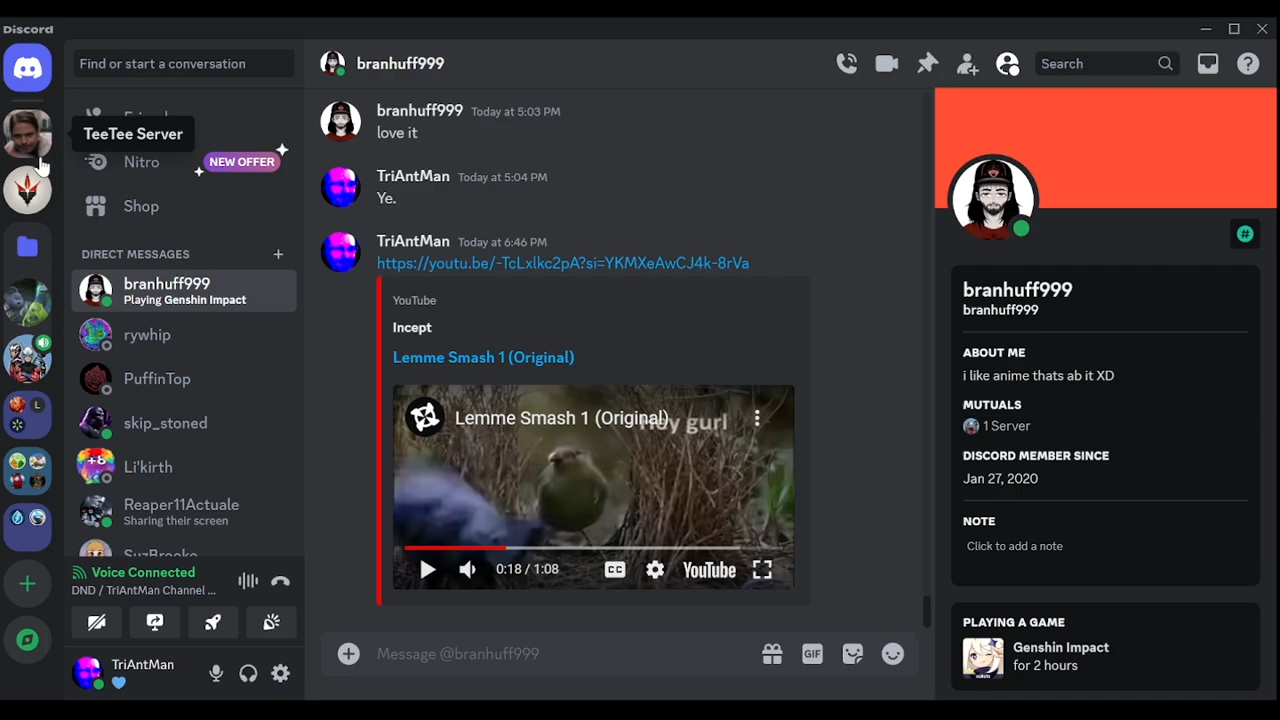 Discord
Find or start a conversation
TeeTee Server
Nitro
NEW OFFER
Shop
DIRECT MESSAGES
branhuff999
Playing Genshin Impact
rywhip
PuffinTop
skip_stoned
+8
Li'kirth
Reaper11Actuale
Sharing their screen
SuzBrooke
L
Voice Connected
DND / TriAntMan Channel ...
TriAntMan
branhuff999
Search
branhuff999 Today at 5:03 PM
love it
TriAntMan Today at 5:04 PM
Ye.
TriAntMan Today at 6:46 PM
https://youtu.be/-TcLxlkc2pA?si=YKMXeAwCJ4k-8rVa
YouTube
Incept
Lemme Smash 1 (Original)
Lemme Smash 1 (Original)
gurl
0:18 / 1:08
CC
YouTube
Message @branhuff999
GIF
branhuff999
branhuff999
ABOUT ME
i like anime thats ab it XD
MUTUALS
1 Server
DISCORD MEMBER SINCE
Jan 27, 2020
NOTE
Click to add a note
PLAYING A GAME
Genshin Impact
for 2 hours